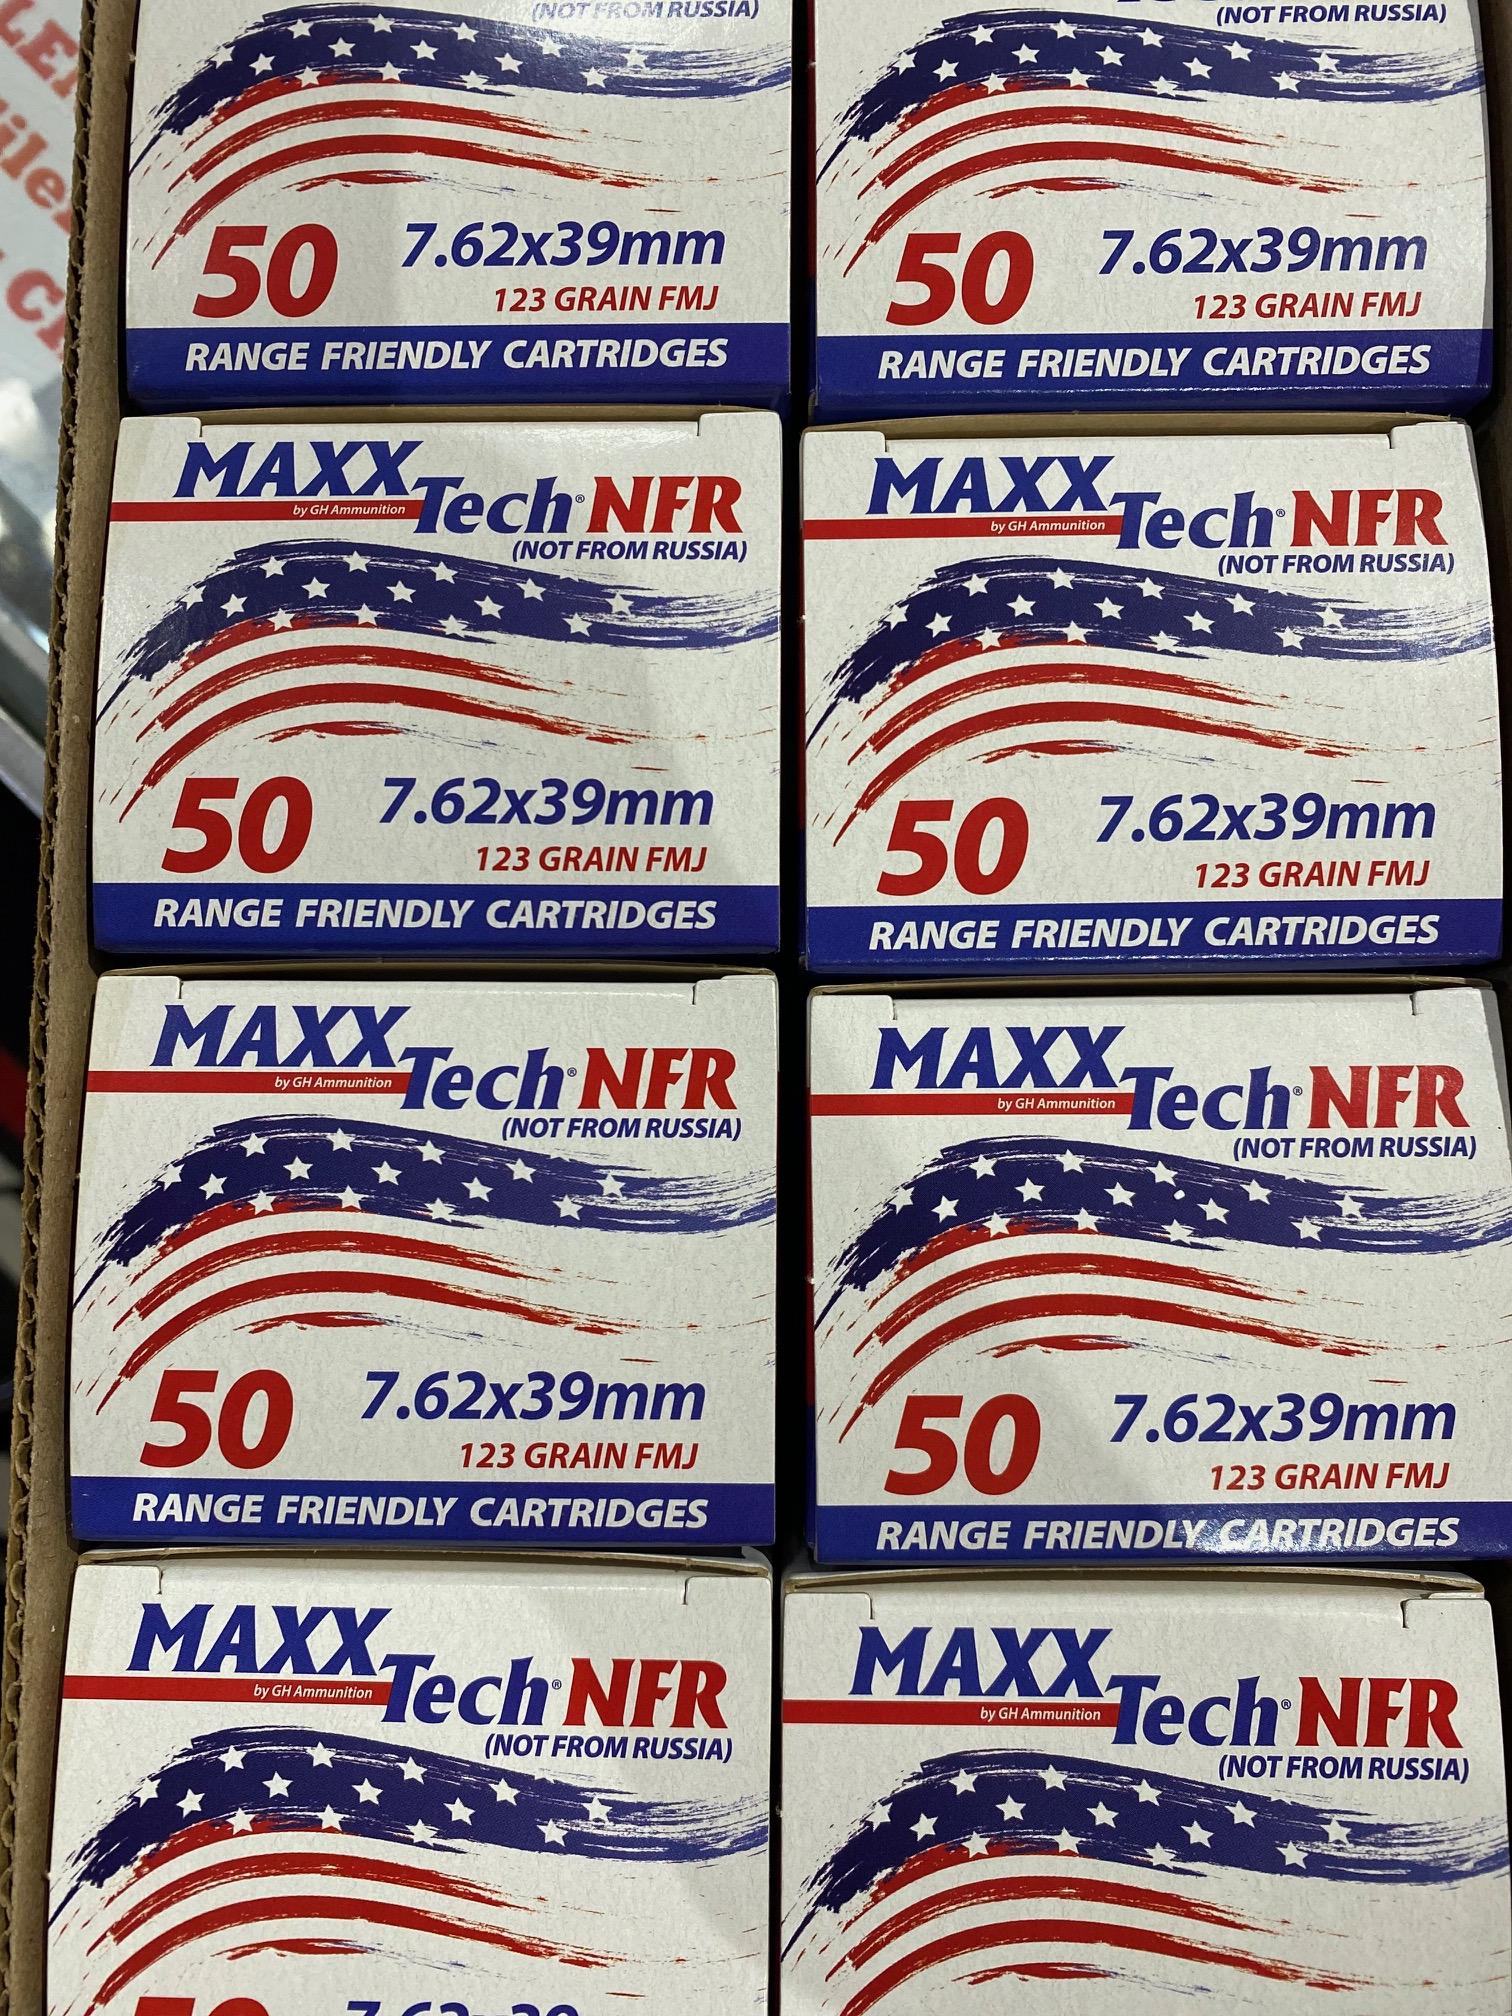 (NOT FROM RUSSIA)
50 7.62x39mm
123 GRAIN FMJ
RANGE FRIENDLY CARTRIDGES
(NOT FROM RUSSIA)
50 7.62x39mm
123 GRAIN FMJ
RANGE FRIENDLY CARTRIDGES
MAXX
by GH Ammunition Tech® NFR
(NOT FROM RUSSIA)
50 7.62x39mm
123 GRAIN FMJ
RANGE FRIENDLY CARTRIDGES
MAXX
by GH Ammunition Tech® NFR
(NOT FROM RUSSIA)
50 7.62x39mm
123 GRAIN FMJ
RANGE FRIENDLY CARTRIDGES
MAXX
by GH Ammunition Tech® NFR
(NOT FROM RUSSIA)
50 7.62x39mm
123 GRAIN FMJ
RANGE FRIENDLY CARTRIDGES
MAXX
by GH Ammunition Tech® NFR
(NOT FROM RUSSIA)
50 7.62x39mm
123 GRAIN FMJ
RANGE FRIENDLY CARTRIDGES
MAXX
by GH Ammunition Tech® NFR
(NOT FROM RUSSIA)
50 7.62x39
MAXX
by GH Ammunition Tech® NFR
(NOT FROM RUSSIA)